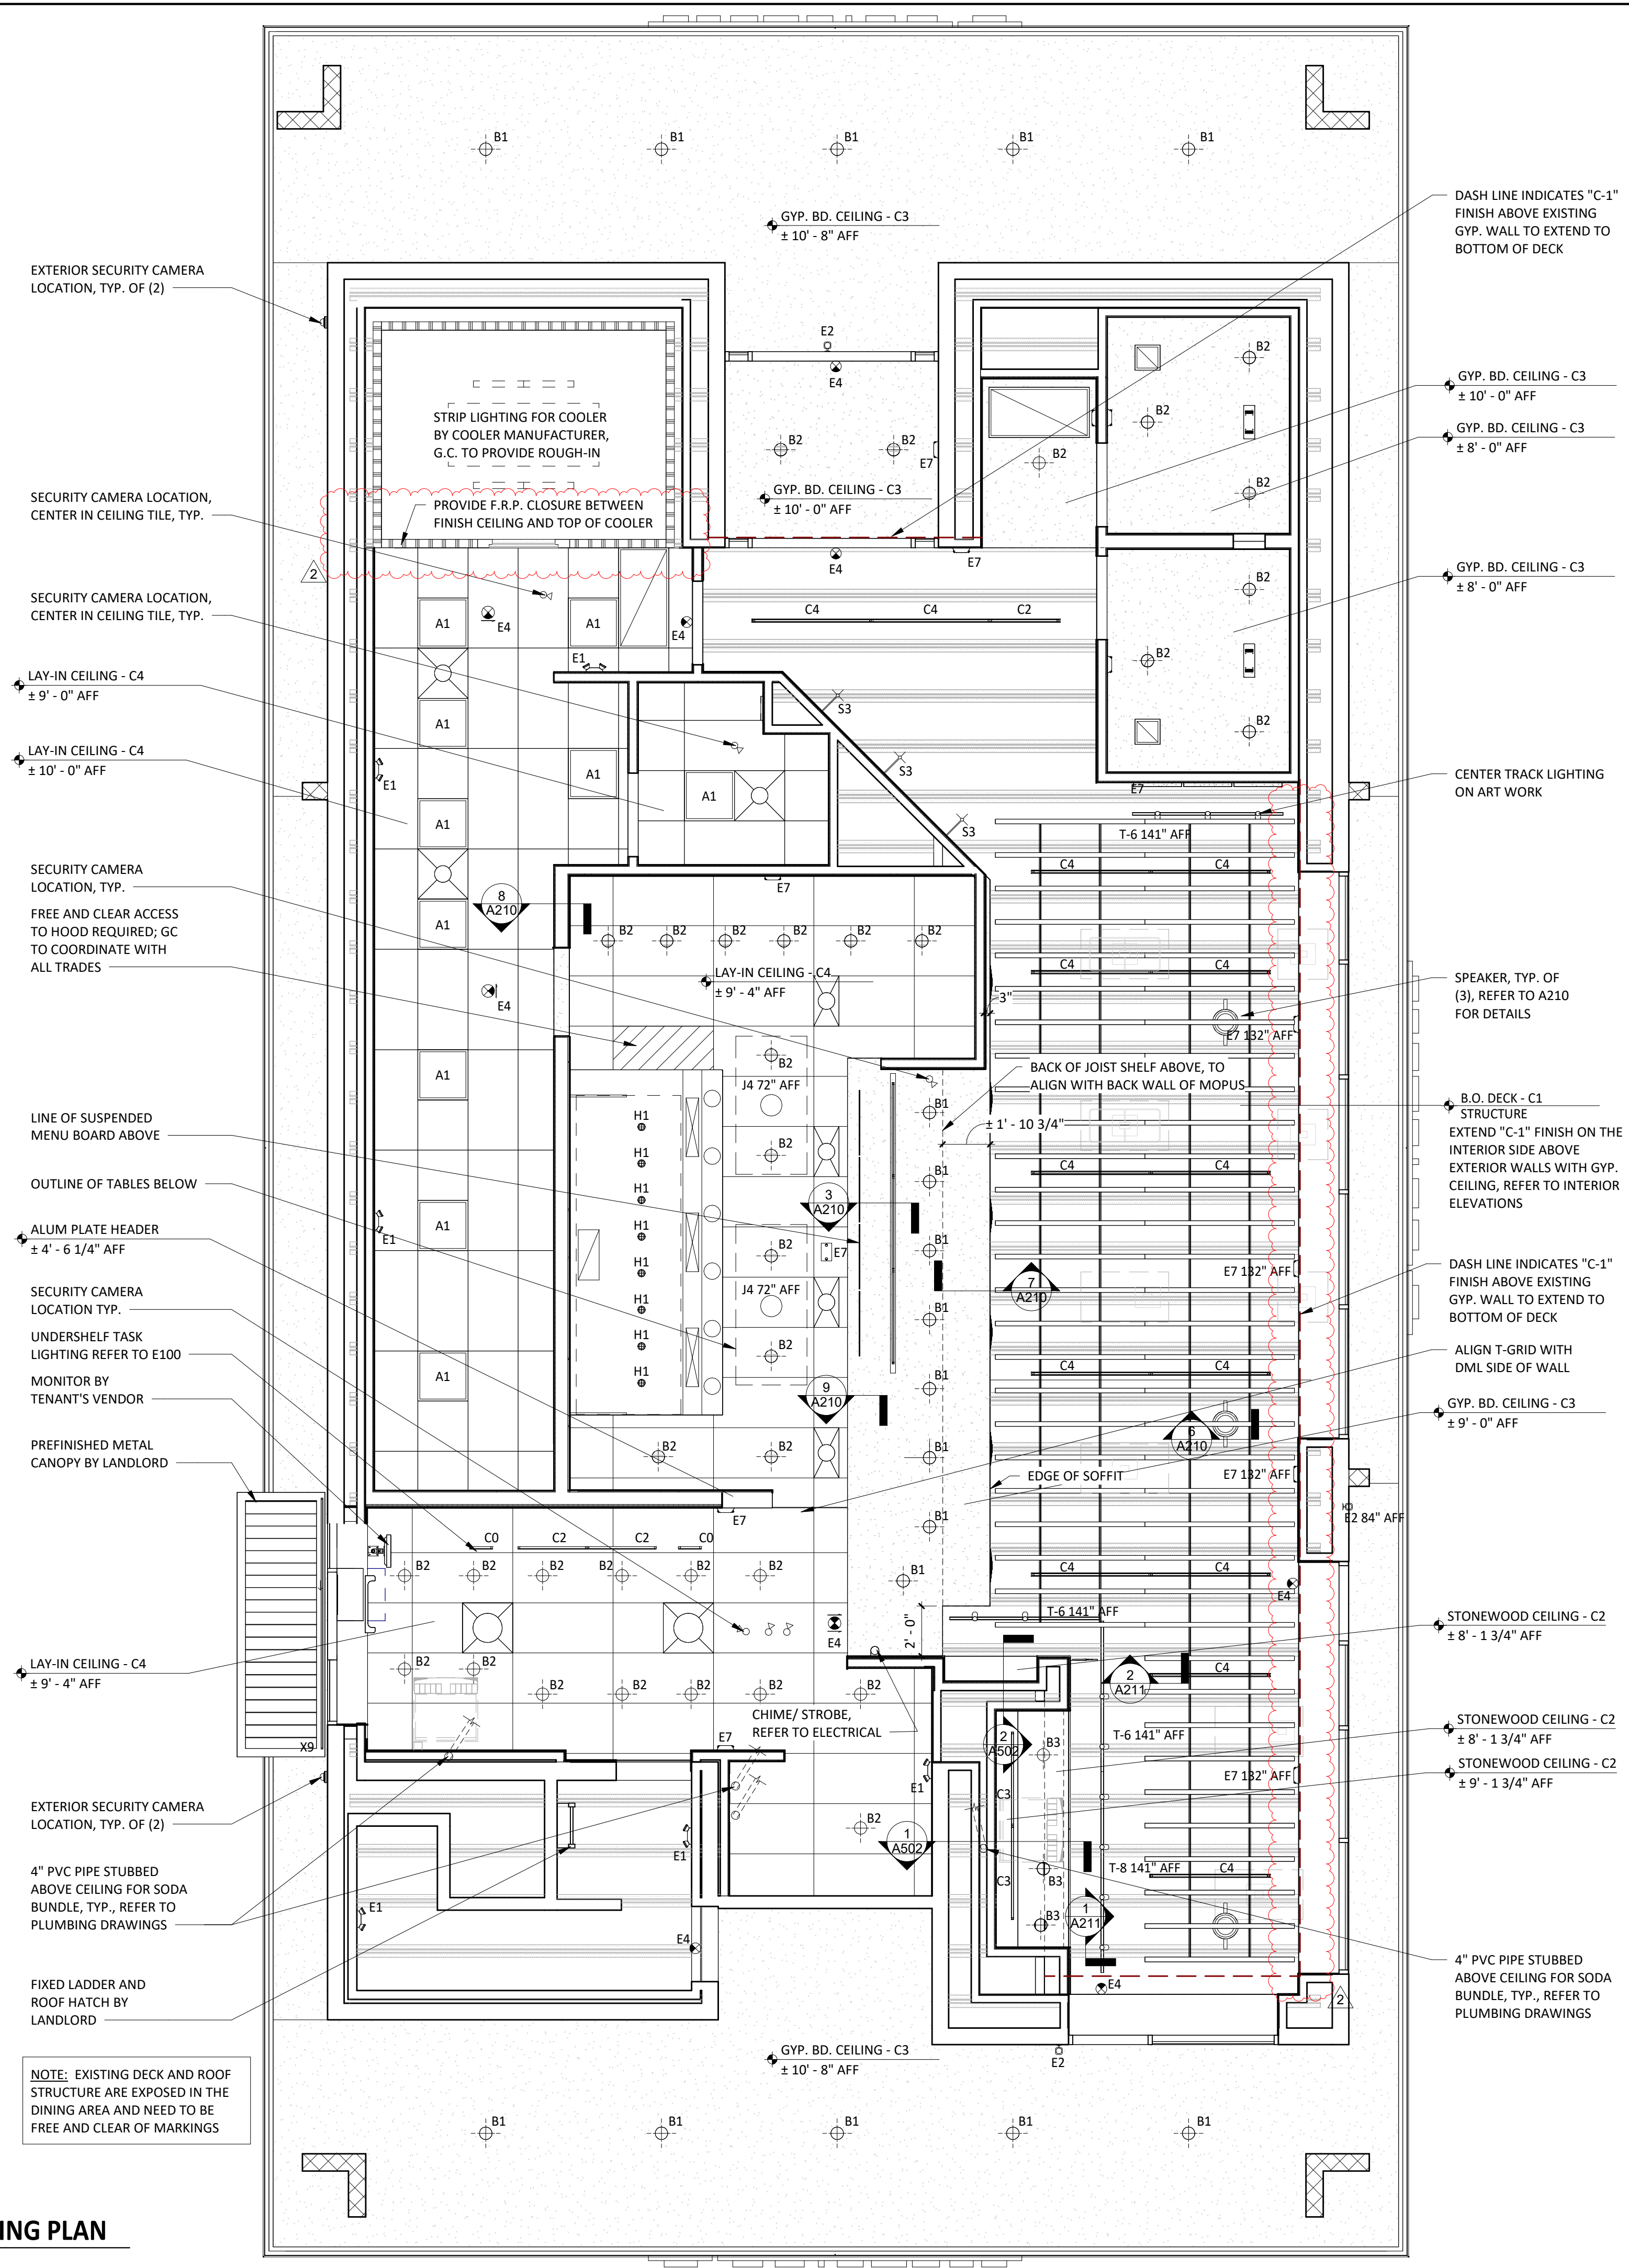 B1
B1
B1
B1
B1
GYP. BD. CEILING - C3
± 10' - 8" AFF
DASH LINE INDICATES "C-1"
FINISH ABOVE EXISTING
GYP. WALL TO EXTEND TO
BOTTOM OF DECK
EXTERIOR SECURITY CAMERA
LOCATION, TYP. OF (2)
E2
E4
B2
B2
E7
GYP. BD. CEILING - C3
± 10' - 0" AFF
STRIP LIGHTING FOR COOLER
BY COOLER MANUFACTURER,
G.C. TO PROVIDE ROUGH-IN
PROVIDE F.R.P. CLOSURE BETWEEN
FINISH CEILING AND TOP OF COOLER
2
B2
B2
B2
B2
GYP. BD. CEILING - C3
± 10' - 0" AFF
GYP. BD. CEILING - C3
± 8' - 0" AFF
SECURITY CAMERA LOCATION,
CENTER IN CEILING TILE, TYP.
E4
E7
B2
B2
B2
GYP. BD. CEILING - C3
± 8' - 0" AFF
SECURITY CAMERA LOCATION,
CENTER IN CEILING TILE, TYP.
A1
E4
A1
E4
C4
C4
C2
E1
LAY-IN CEILING - C4
± 9' - 0" AFF
A1
S3
LAY-IN CEILING - C4
± 10' - 0" AFF
A1
E1
A1
S3
A1
S3
E7
CENTER TRACK LIGHTING
ON ART WORK
T-6 141" AFF
C4
C4
SECURITY CAMERA
LOCATION, TYP.
E7
8
A210
A1
FREE AND CLEAR ACCESS
TO HOOD REQUIRED; GC
TO COORDINATE WITH
ALL TRADES
B2
B2
B2
B2
B2
B2
LAY-IN CEILING - C4
± 9' - 4" AFF
E4
C4
C4
3"
SPEAKER, TYP. OF
(3), REFER TO A210
FOR DETAILS
E7 132" AFF
A1
B2
J4 72" AFF
BACK OF JOIST SHELF ABOVE, TO
ALIGN WITH BACK WALL OF MOPUS
B1
± 1' - 10 3/4"
B.O. DECK - C1
STRUCTURE
EXTEND "C-1" FINISH ON THE
INTERIOR SIDE ABOVE
EXTERIOR WALLS WITH GYP.
CEILING, REFER TO INTERIOR
ELEVATIONS
LINE OF SUSPENDED
MENU BOARD ABOVE
H1
H1
H1
H1
H1
H1
H1
H1
B2
B1
C4
C4
OUTLINE OF TABLES BELOW
3
A210
ALUM PLATE HEADER
± 4' - 6 1/4" AFF
A1
E1
B2
E7
B1
E7 132" AFF
7
A210
DASH LINE INDICATES "C-1"
FINISH ABOVE EXISTING
GYP. WALL TO EXTEND TO
BOTTOM OF DECK
SECURITY CAMERA
LOCATION TYP.
J4 72" AFF
B1
UNDERSHELF TASK
LIGHTING REFER TO E100
B2
A1
9
A210
B1
C4
C4
ALIGN T-GRID WITH
DML SIDE OF WALL
MONITOR BY
TENANT'S VENDOR
GYP. BD. CEILING - C3
± 9' - 0" AFF
6
A210
PREFINISHED METAL
CANOPY BY LANDLORD
B2
B2
B1
EDGE OF SOFFIT
E7 132" AFF
E7
B1
E2 84" AFF
C0
C2
C2
C0
B2
B2
B2
B2
B2
B2
B1
C4
C4
E4
T-6 141" AFF
2' - 0"
E4
STONEWOOD CEILING - C2
± 8' - 1 3/4" AFF
LAY-IN CEILING - C4
± 9' - 4" AFF
B2
B2
B2
B2
B2
B2
B2
CHIME/ STROBE,
REFER TO ELECTRICAL
2
A211
C4
X9
E7
2
A502
B3
T-6 141" AFF
STONEWOOD CEILING - C2
± 8' - 1 3/4" AFF
E7 132" AFF
STONEWOOD CEILING - C2
± 9' - 1 3/4" AFF
E1
C3
EXTERIOR SECURITY CAMERA
LOCATION, TYP. OF (2)
B2
1
A502
E1
C3
B3
T-8 141" AFF
C4
4" PVC PIPE STUBBED
ABOVE CEILING FOR SODA
BUNDLE, TYP., REFER TO
PLUMBING DRAWINGS
E1
B3
1
A211
E4
E4
2
4" PVC PIPE STUBBED
ABOVE CEILING FOR SODA
BUNDLE, TYP., REFER TO
PLUMBING DRAWINGS
FIXED LADDER AND
ROOF HATCH BY
LANDLORD
E2
GYP. BD. CEILING - C3
± 10' - 8" AFF
NOTE: EXISTING DECK AND ROOF
STRUCTURE ARE EXPOSED IN THE
DINING AREA AND NEED TO BE
FREE AND CLEAR OF MARKINGS
B1
B1
B1
B1
B1
ING PLAN